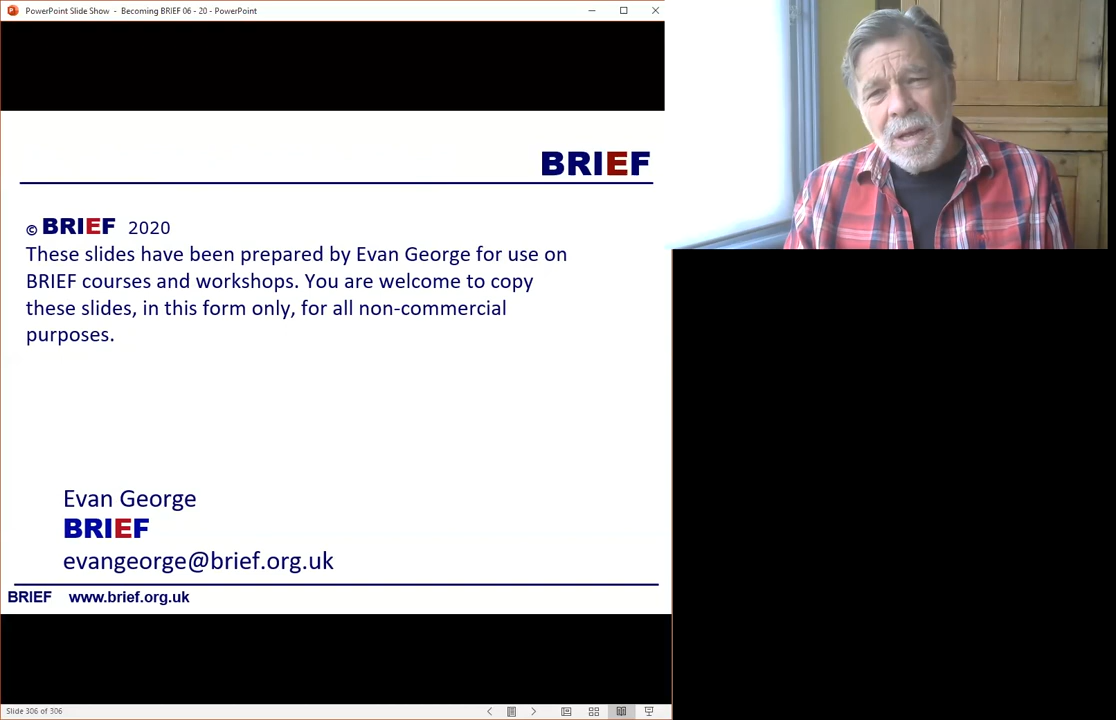 PowerPoint Slide Show - Becoming BRIEF 06 - 20 - PowerPoint
BRIEF
© BRIEF 2020
These slides have been prepared by Evan George for use on
BRIEF courses and workshops. You are welcome to copy
these slides, in this form only, for all non-commercial
purposes.
Evan George
BRIEF
evangeorge@brief.org.uk
BRIEF www.brief.org.uk
Slide 306 of 306